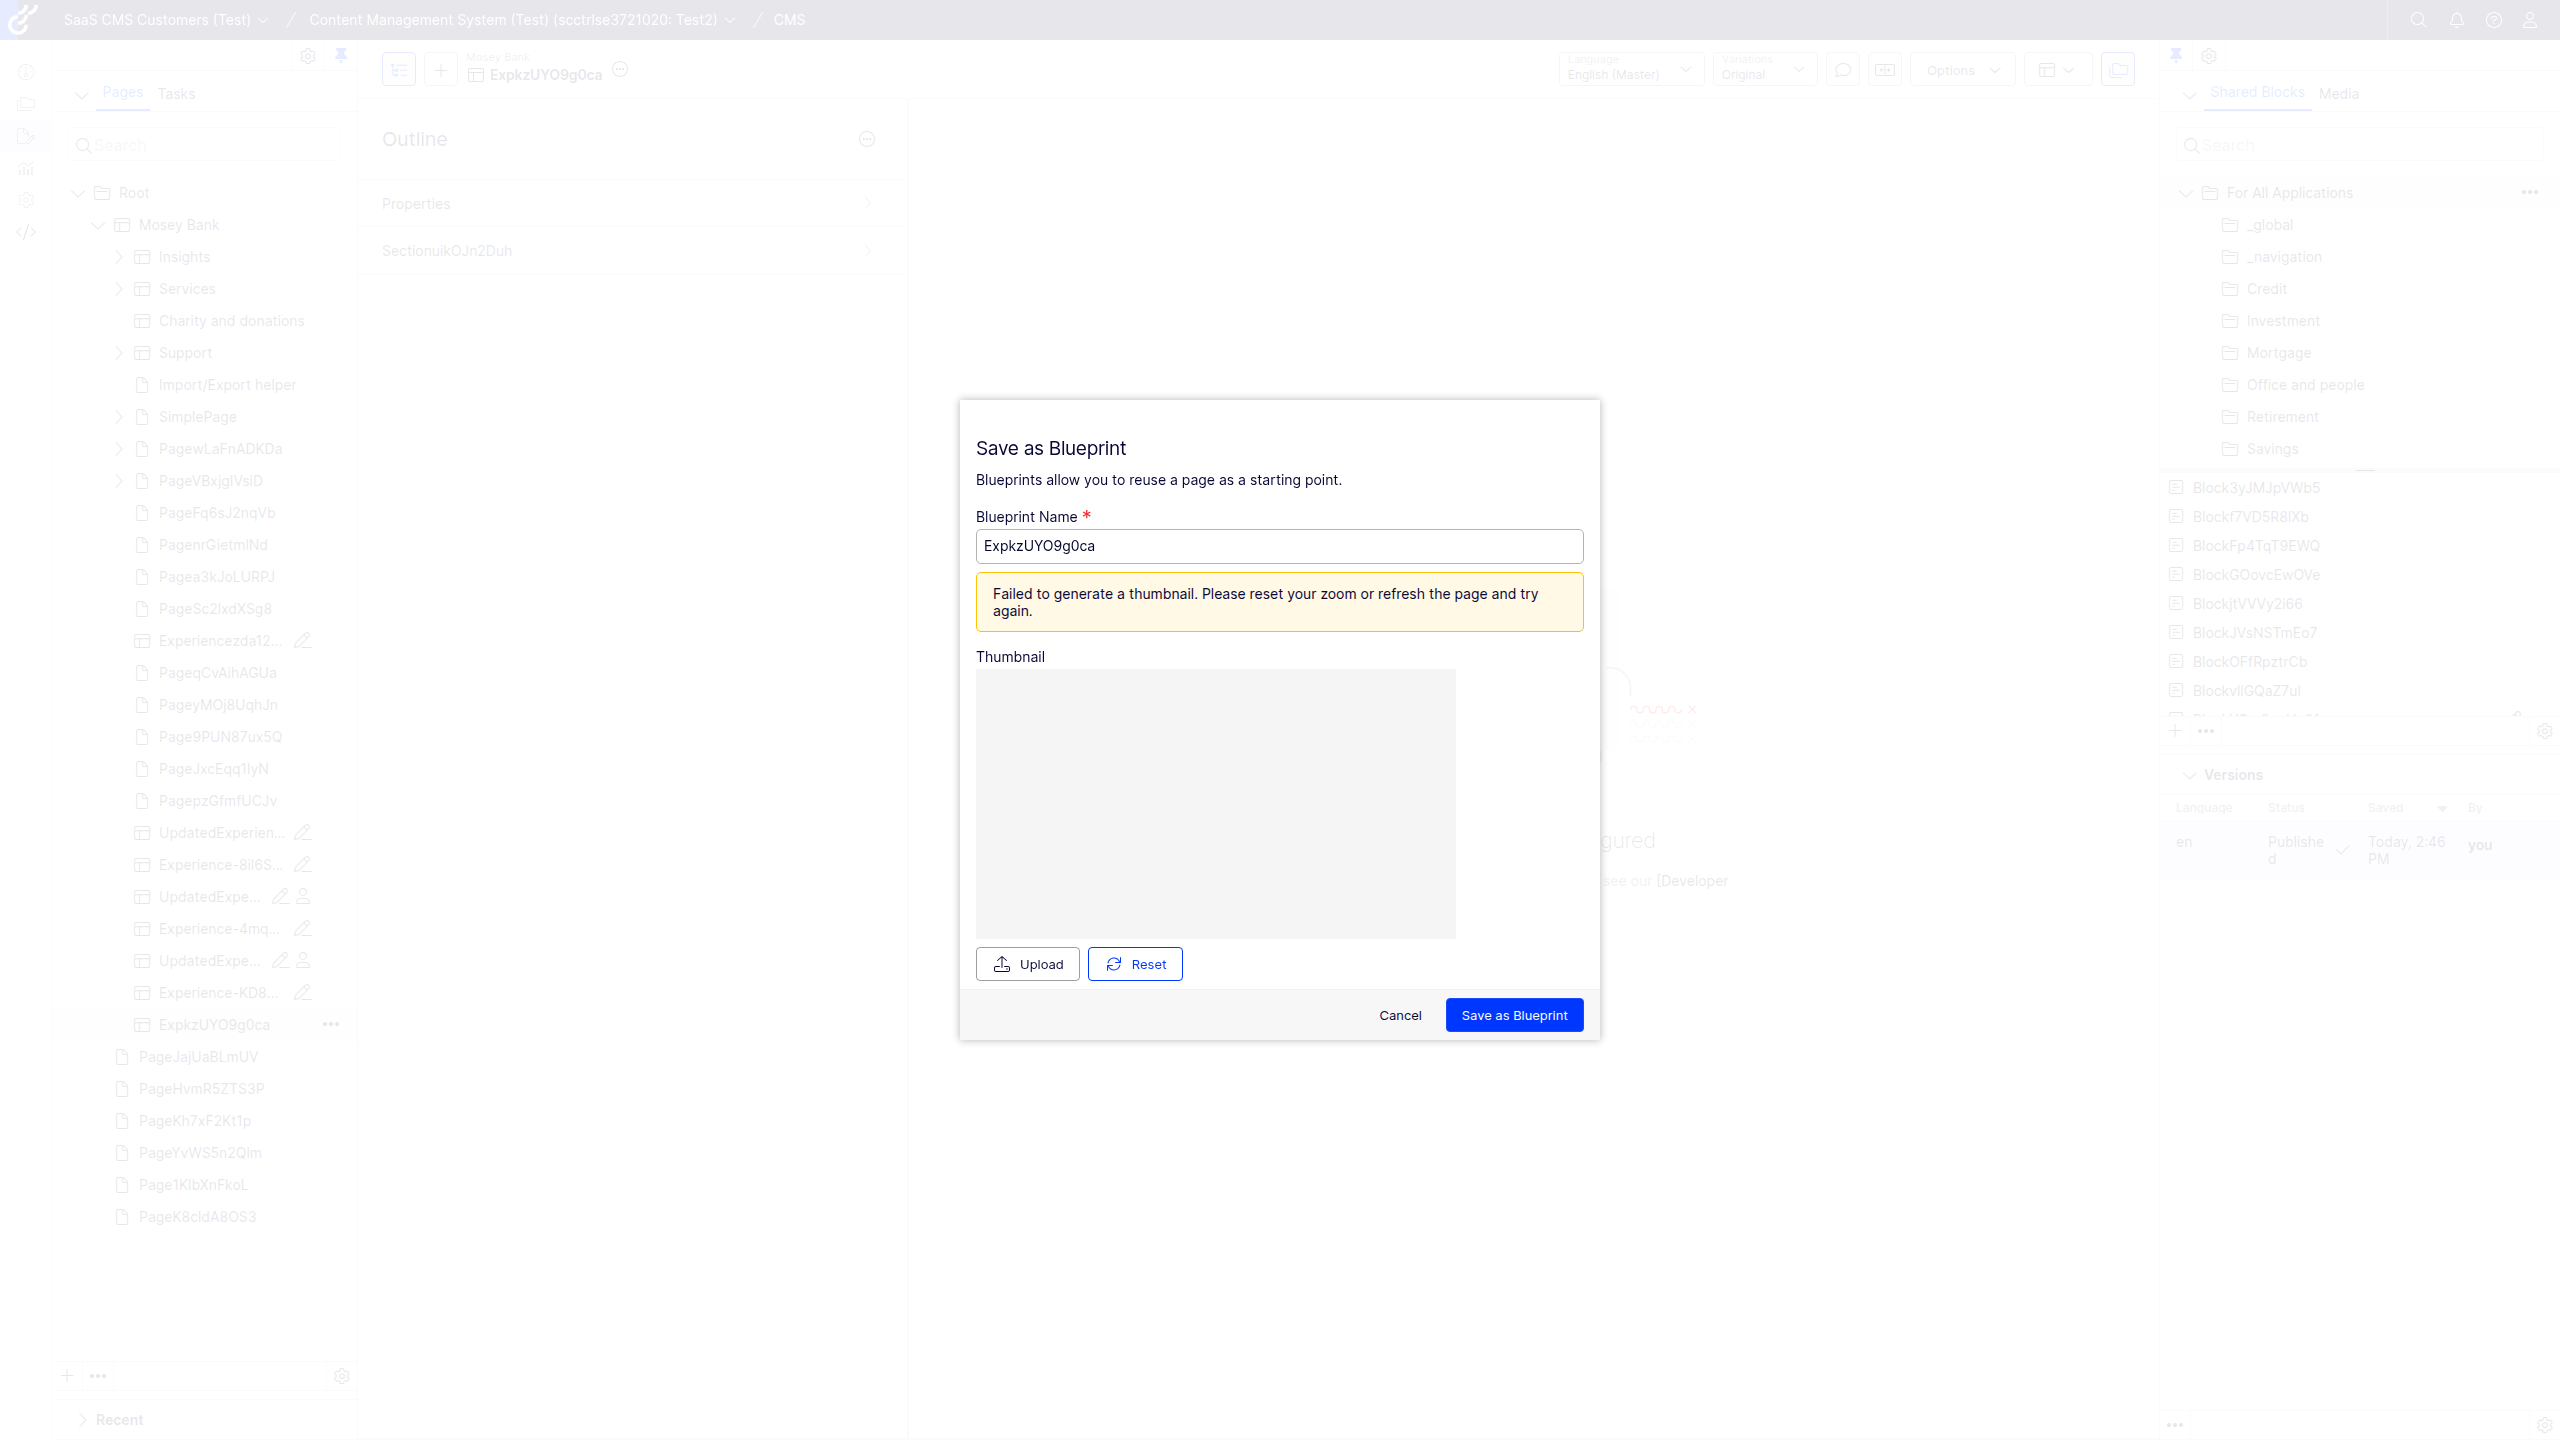 SaaS CMS Customers (Test) / Content Management System (Test) (scctrlse3721020: Test2) / CMS
Pages Tasks
Search
Root
Mosey Bank
Insights
Services
Charity and donations
Support
Import/Export helper
SimplePage
PagewLaFnADKDa
PageVBxjglVsiD
PageFq6sJ2nqVb
PagenrGietmlNd
Pagea3kJoLURPJ
PageSc2lxdXSg8
Experiencezda12...
PageqCvAihAGUa
PageyMOj8UqhJn
Page9PUN87ux5Q
PageJxcEqq1lyN
PagepzGfmfUCJv
UpdatedExperien...
Experience-8il6S...
UpdatedExpe...
Experience-4mq...
UpdatedExpe...
Experience-KD8...
ExpkzUYO9g0ca
PageJajUaBLmUV
PageHvmR5ZTS3P
PageKh7xF2Kt1p
PageYvWS5n2Qlm
Page1KlbXnFkoL
PageK8cIdA8OS3
Recent
Mosey Bank
ExpkzUYO9g0ca
Language
English (Master)
Variations
Original
Options
Outline
Properties
SectionuikOJn2Duh
Save as Blueprint
Blueprints allow you to reuse a page as a starting point.
Blueprint Name *
ExpkzUYO9g0ca
Failed to generate a thumbnail. Please reset your zoom or refresh the page and try
again.
Thumbnail
Upload Reset
Cancel Save as Blueprint
gured
see our [Developer
Shared Blocks Media
Search
For All Applications
_global
_navigation
Credit
Investment
Mortgage
Office and people
Retirement
Savings
Block3yJMJpVWb5
Blockf7VD5R8lXb
BlockFp4TqT9EWQ
BlockGOovcEwOVe
BlockjtVVVy2i66
BlockJVsNSTmEo7
BlockOFfRpztrCb
BlockvllGQaZ7ul
Versions
Language Status Saved By
en Publishe Today, 2:46 you
d PM